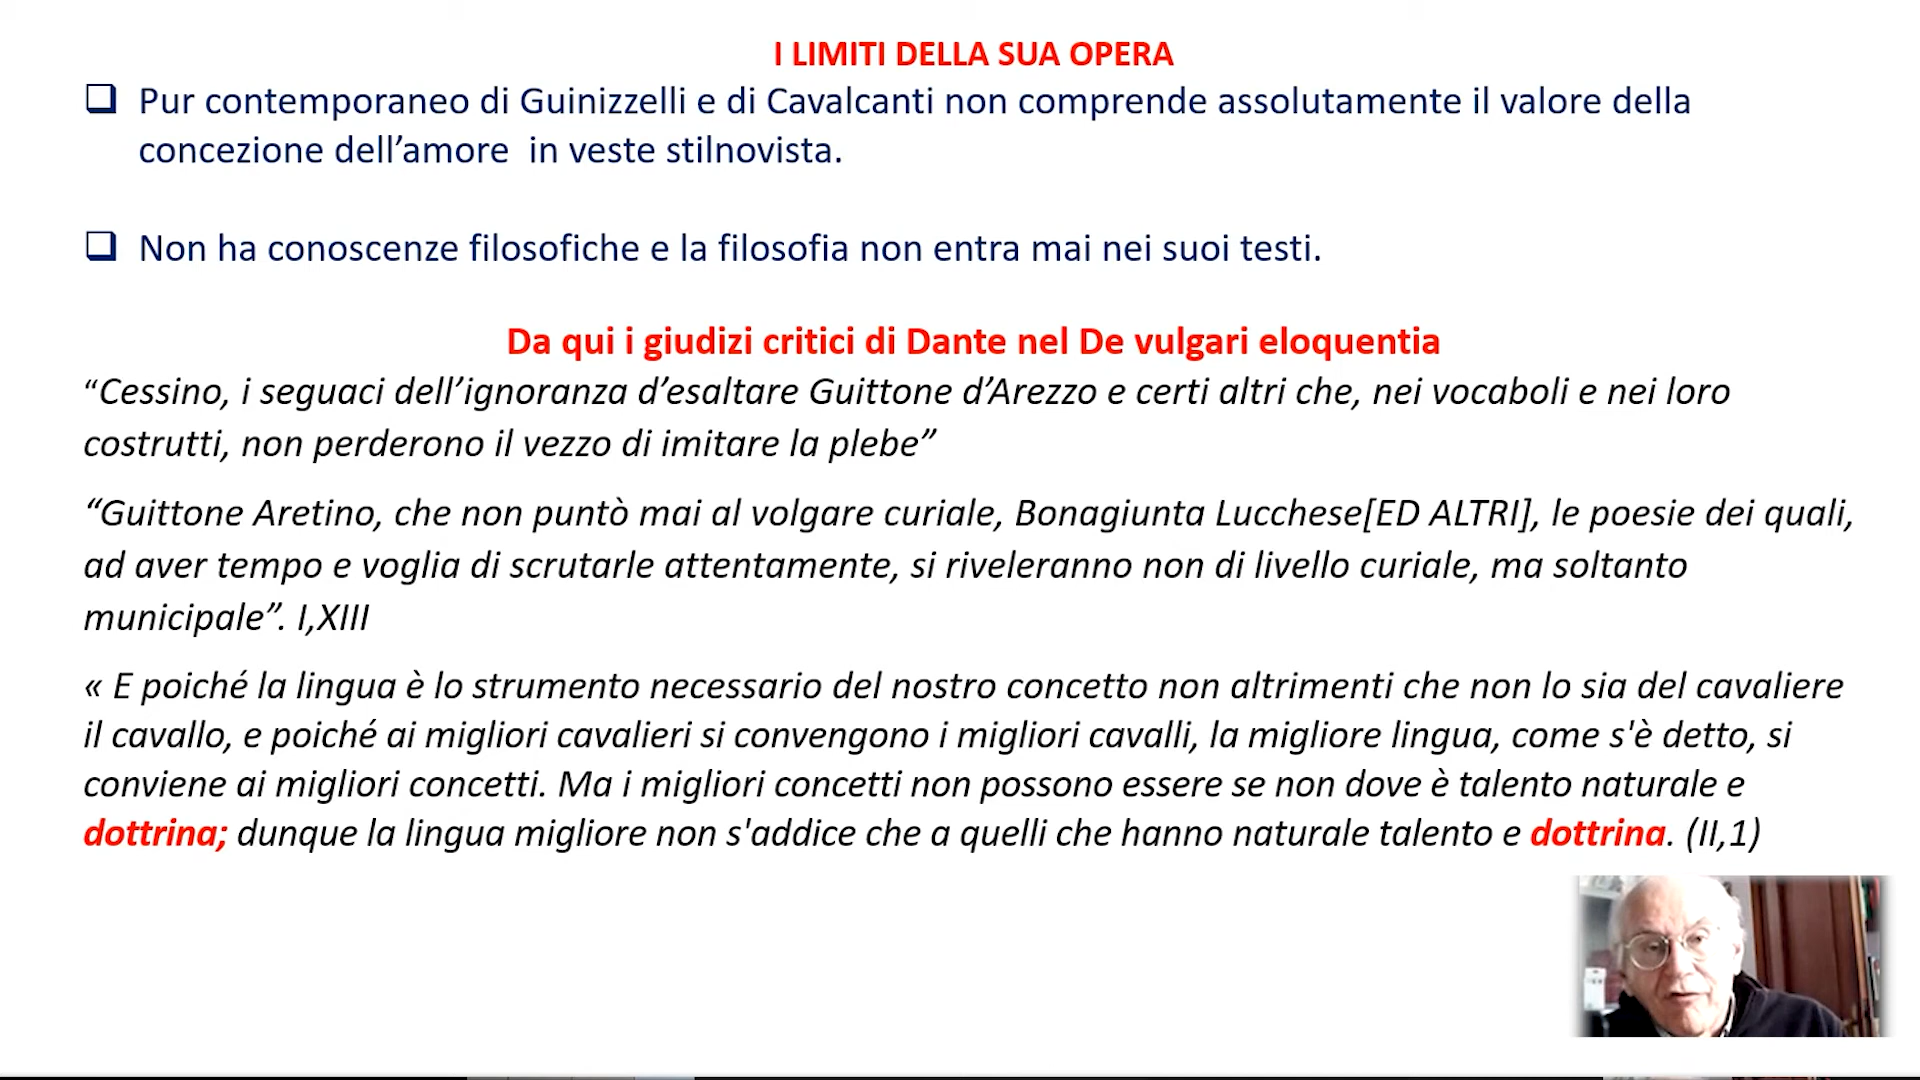 I LIMITI DELLA SUA OPERA
Pur contemporaneo di Guinizzelli e di Cavalcanti non comprende assolutamente il valore della
concezione dell’amore  in veste stilnovista.
Non ha conoscenze filosofiche e la filosofia non entra mai nei suoi testi.
Da qui i giudizi critici di Dante nel De vulgari eloquentia
“Cessino, i seguaci dell’ignoranza d’esaltare Guittone d’Arezzo e certi altri che, nei vocaboli e nei loro
costrutti, non perderono il vezzo di imitare la plebe”
“Guittone Aretino, che non puntò mai al volgare curiale, Bonagiunta Lucchese[ED ALTRI], le poesie dei quali,
ad aver tempo e voglia di scrutarle attentamente, si riveleranno non di livello curiale, ma soltanto
municipale”. I,XIII
« E poiché la lingua è lo strumento necessario del nostro concetto non altrimenti che non lo sia del cavaliere
il cavallo, e poiché ai migliori cavalieri si convengono i migliori cavalli, la migliore lingua, come s'è detto, si
conviene ai migliori concetti. Ma i migliori concetti non possono essere se non dove è talento naturale e
dottrina; dunque la lingua migliore non s'addice che a quelli che hanno naturale talento e dottrina. (II,1)